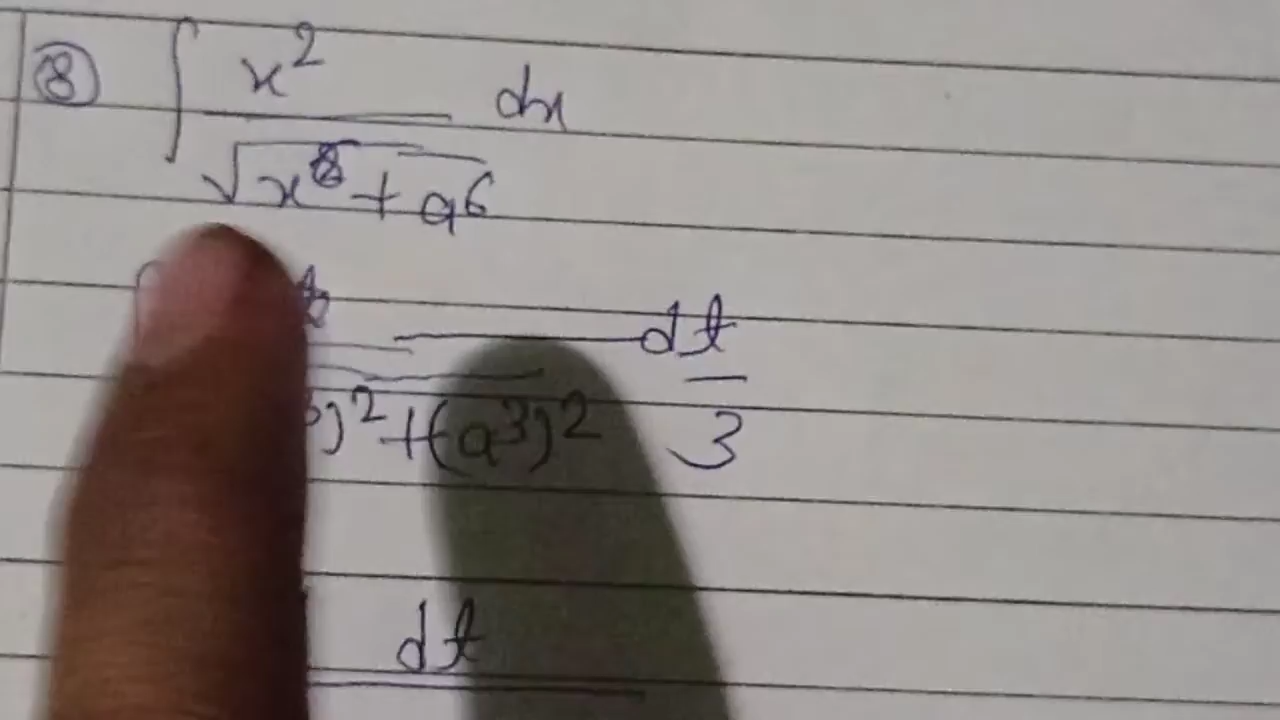 ⑧ ∫ x² / √(x⁶ + a⁶) dx
)² + (a³)² dt / 3
dt